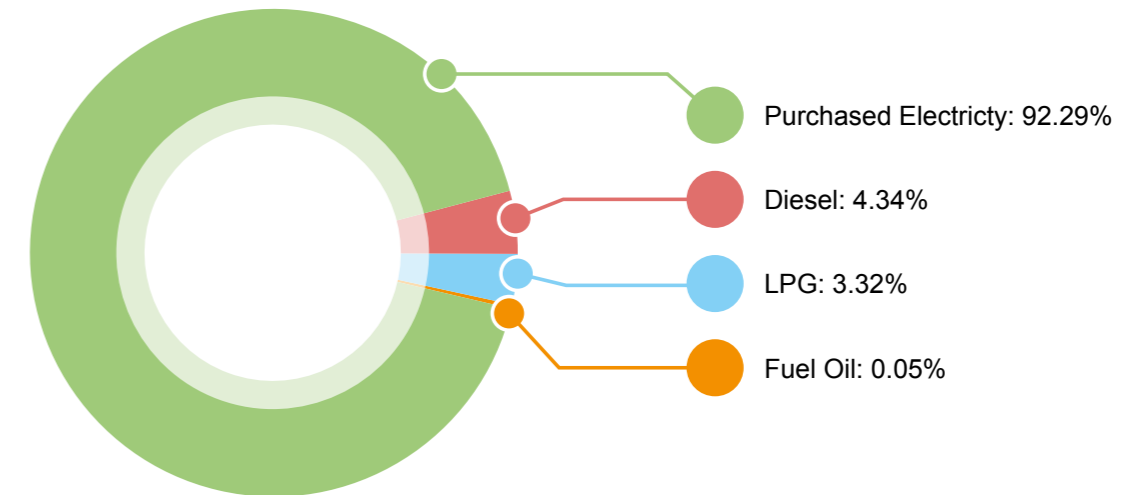 Purchased Electricty: 92.29%
Diesel: 4.34%
LPG: 3.32%
Fuel Oil: 0.05%